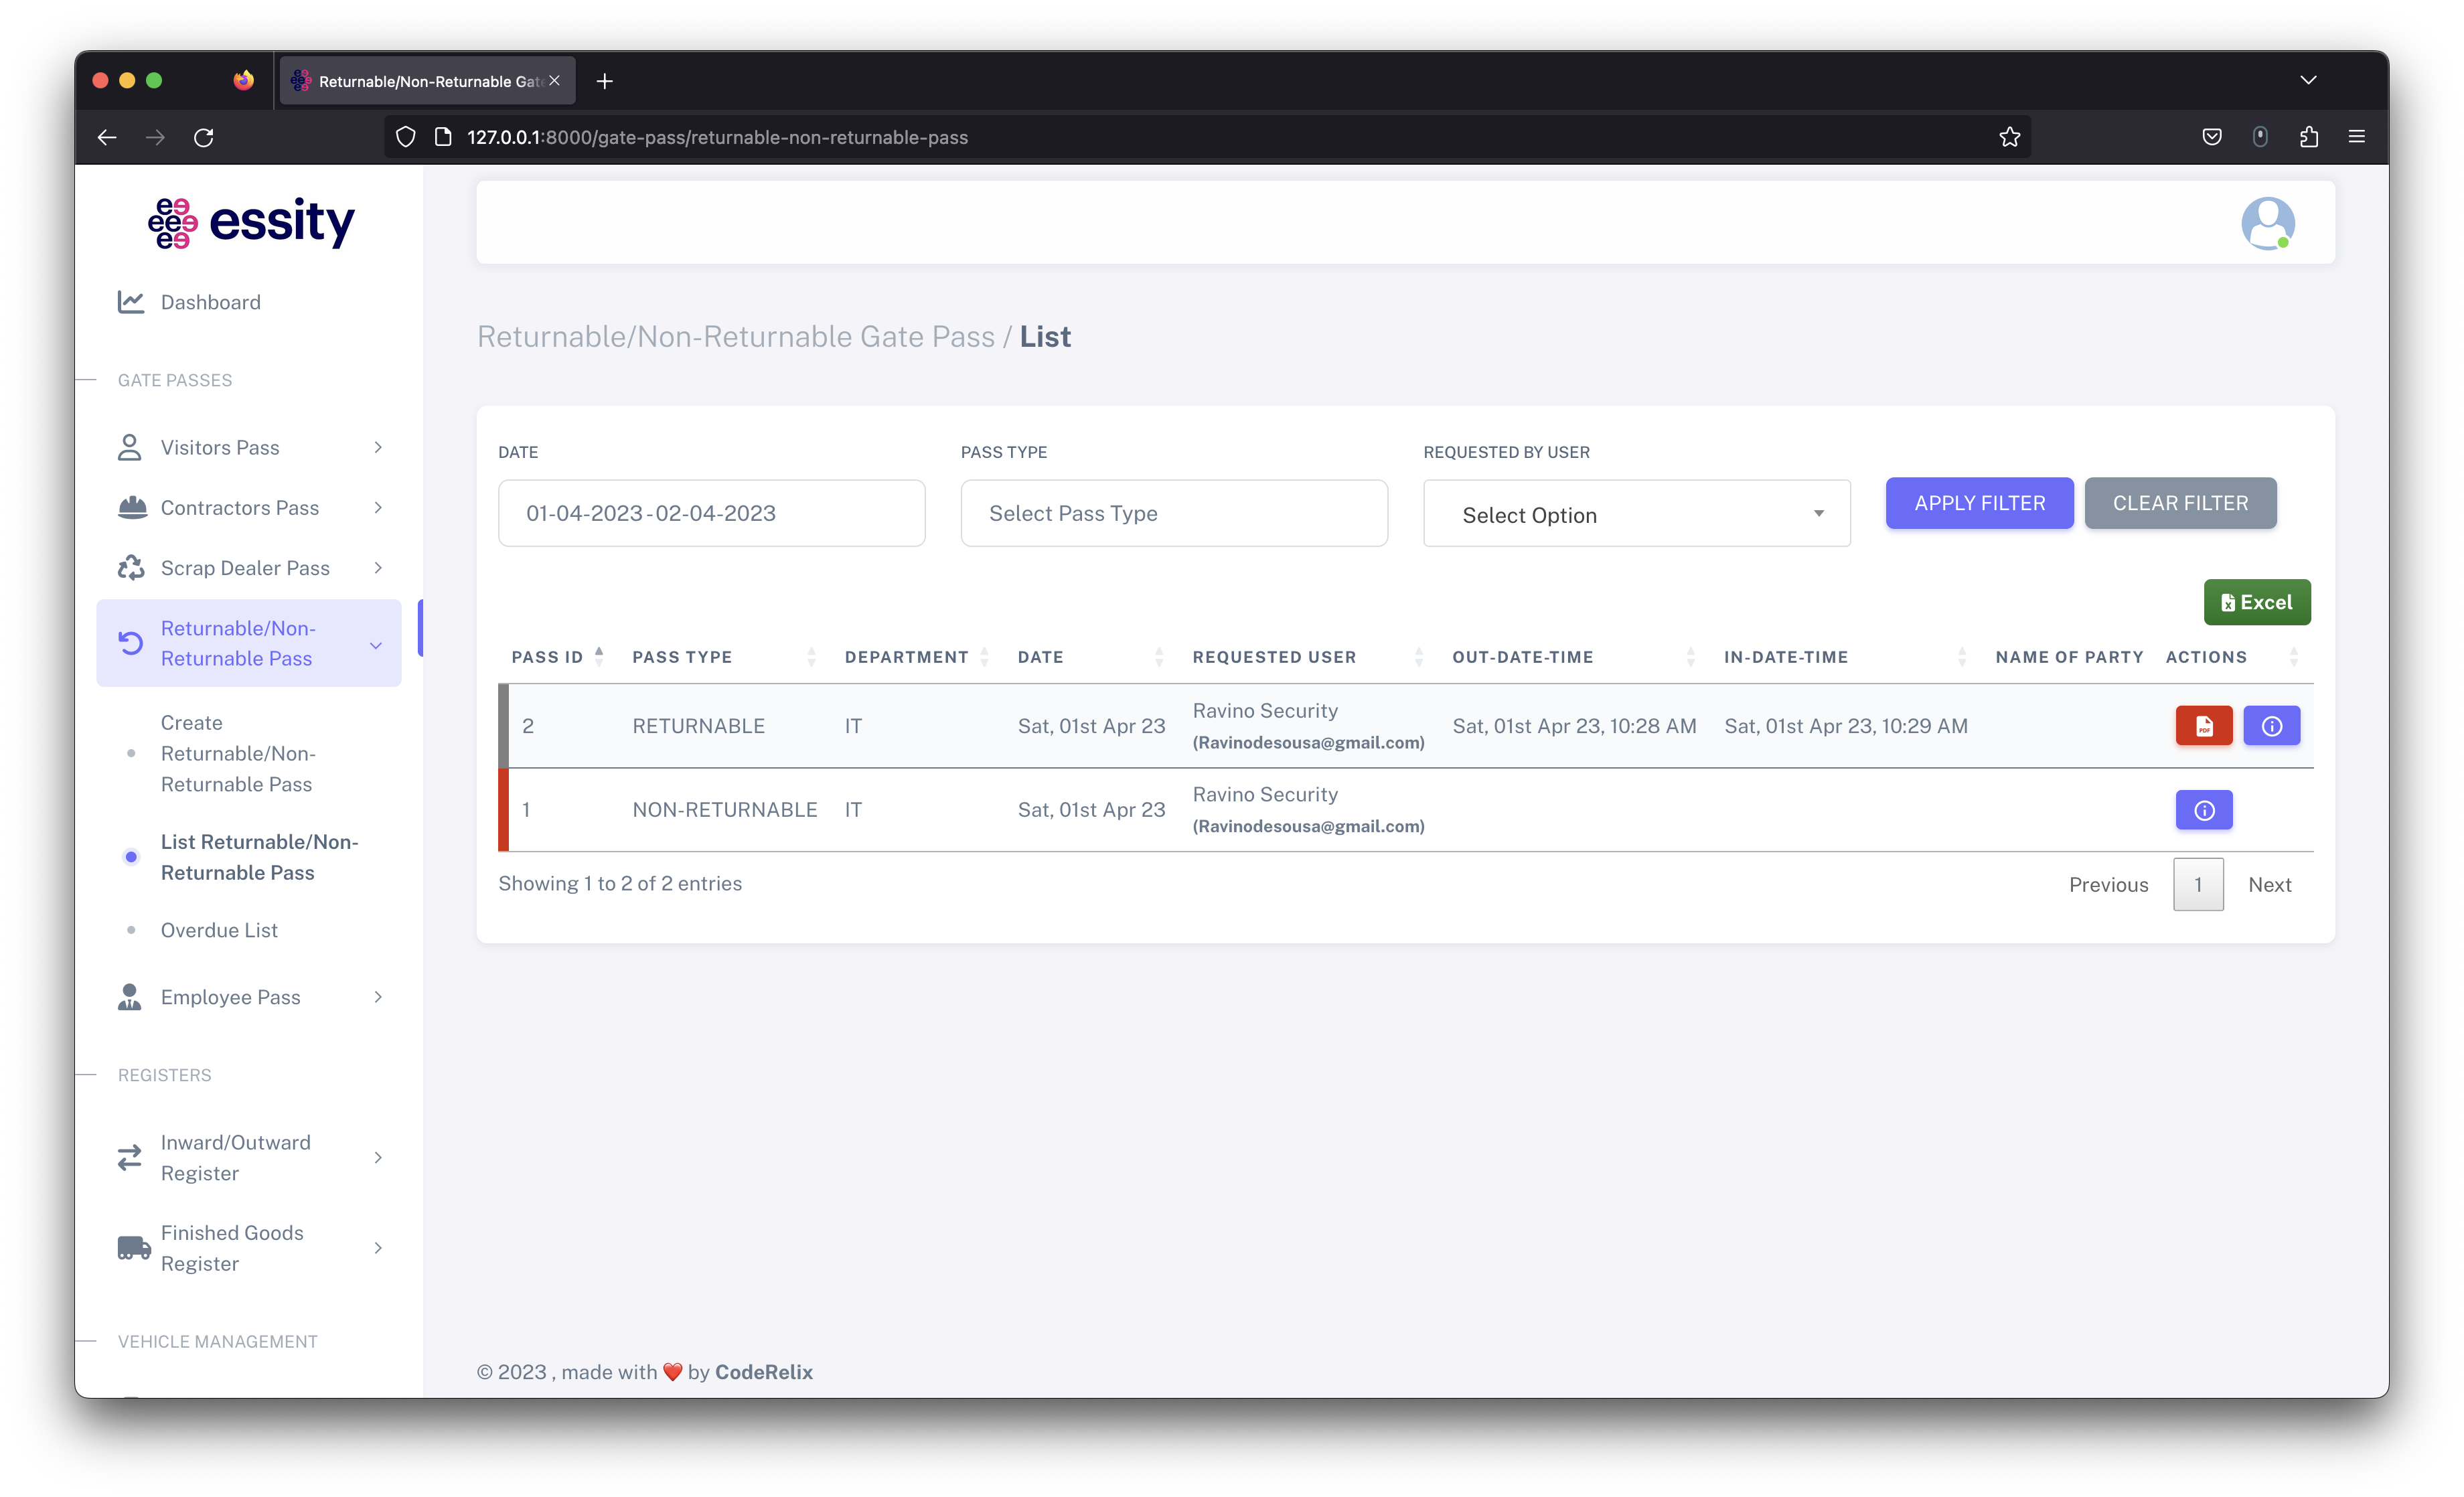 Returnable/Non-Returnable Gat
127.0.0.1:8000/gate-pass/returnable-non-returnable-pass
essity
Dashboard
GATE PASSES
Visitors Pass
Contractors Pass
Scrap Dealer Pass
Returnable/Non-
Returnable Pass
Create
Returnable/Non-
Returnable Pass
List Returnable/Non-
Returnable Pass
Overdue List
Employee Pass
REGISTERS
Inward/Outward
Register
Finished Goods
Register
VEHICLE MANAGEMENT
Returnable/Non-Returnable Gate Pass / List
DATE PASS TYPE REQUESTED BY USER
01-04-2023 - 02-04-2023 Select Pass Type Select Option APPLY FILTER CLEAR FILTER
Excel
PASS ID PASS TYPE DEPARTMENT DATE REQUESTED USER OUT-DATE-TIME IN-DATE-TIME NAME OF PARTY ACTIONS
2 RETURNABLE IT Sat, 01st Apr 23 Ravino Security (Ravinodesousa@gmail.com) Sat, 01st Apr 23, 10:28 AM Sat, 01st Apr 23, 10:29 AM PDF
1 NON-RETURNABLE IT Sat, 01st Apr 23 Ravino Security (Ravinodesousa@gmail.com)
Showing 1 to 2 of 2 entries Previous 1 Next
© 2023 , made with ❤️ by CodeRelix